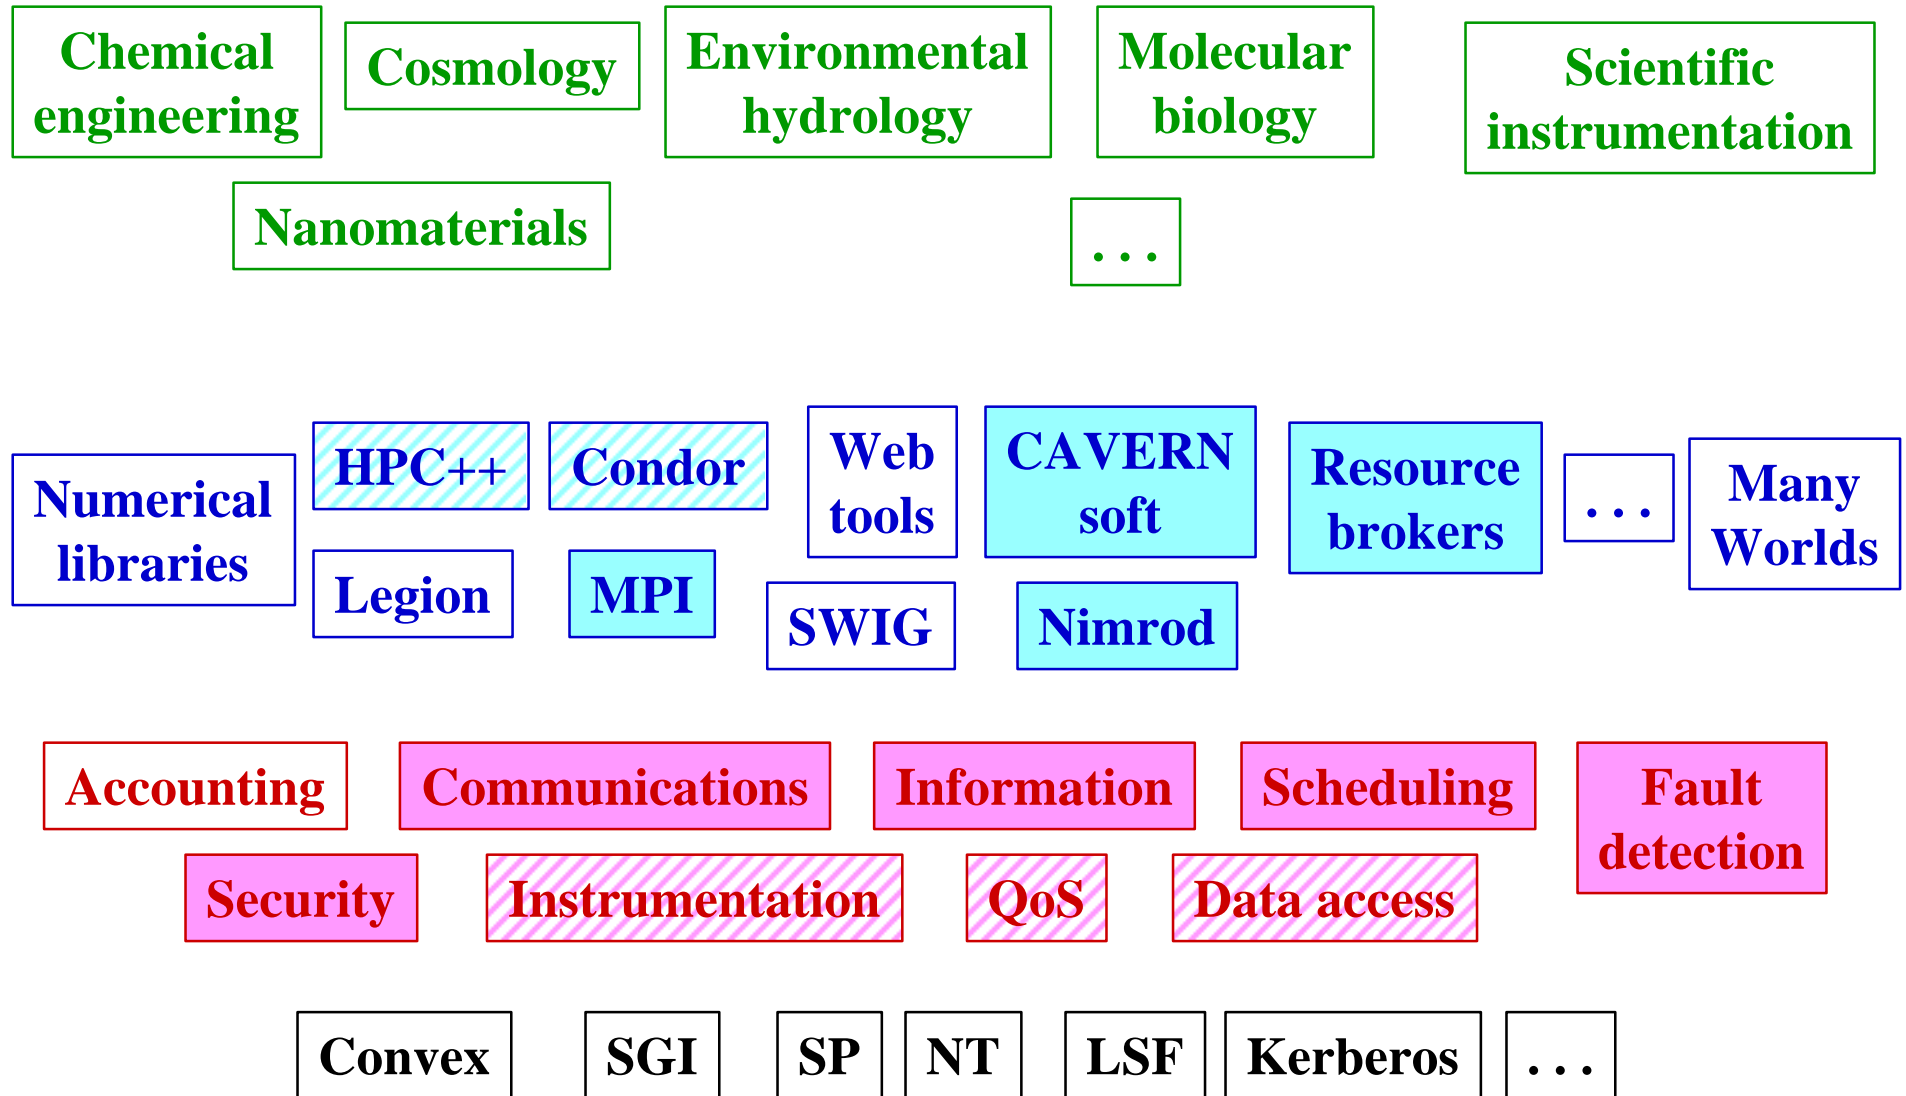 Chemical
engineering
Cosmology
Environmental
hydrology
Molecular
biology
Scientific
instrumentation
Nanomaterials
. . .
Numerical
libraries
HPC++
Condor
Web
tools
CAVERN
soft
Resource
brokers
. . .
Many
Worlds
Legion
MPI
SWIG
Nimrod
Accounting
Communications
Information
Scheduling
Fault
detection
Security
Instrumentation
QoS
Data access
Convex
SGI
SP
NT
LSF
Kerberos
. . .